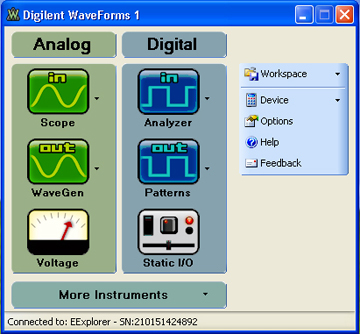 Digilent WaveForms 1
Analog
Digital
in
in
Scope
Analyzer
out
out
WaveGen
Patterns
Voltage
Static I/O
Workspace
Device
Options
Help
Feedback
More Instruments
Connected to: EExplorer - SN:210151424892